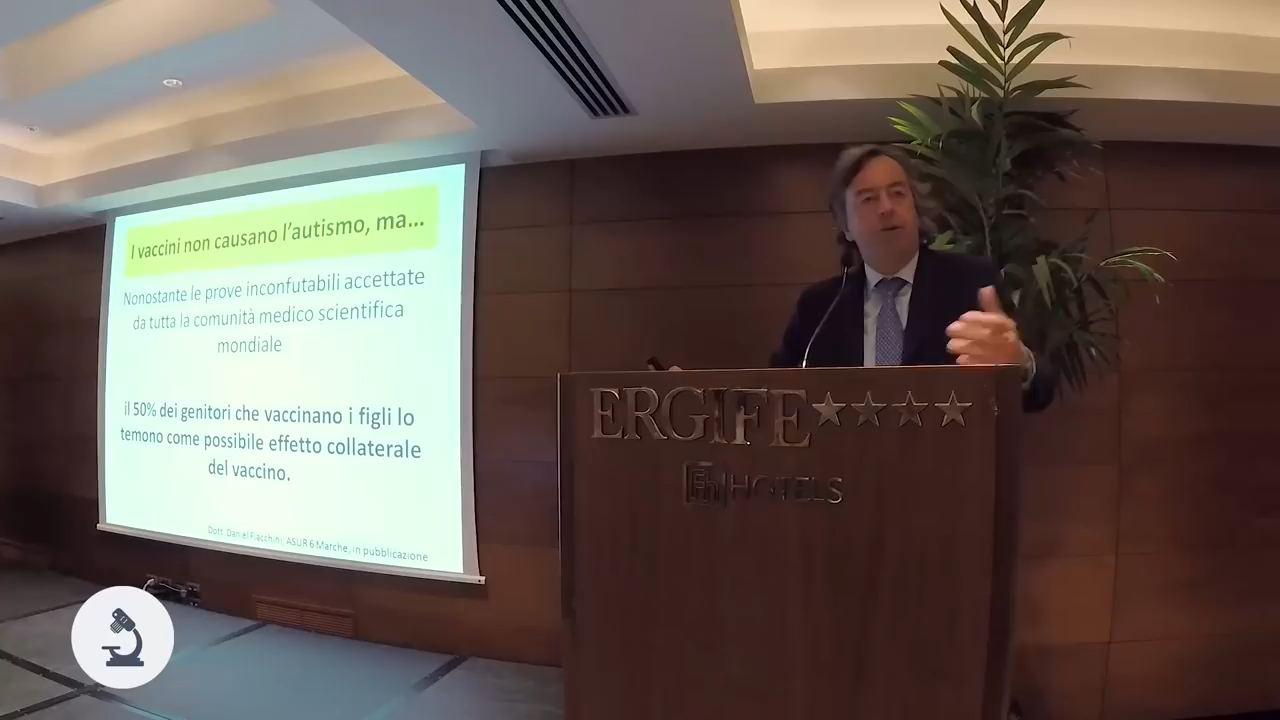 I vaccini non causano l'autismo, ma...
Nonostante le prove inconfutabili accettate
da tutta la comunità medico scientifica
mondiale
il 50% dei genitori che vaccinano i figli lo
temono come possibile effetto collaterale
del vaccino.
Dott. Daniel Fiacchini, ASUR 6 Marche, in pubblicazione
ERGIFE
HOTELS